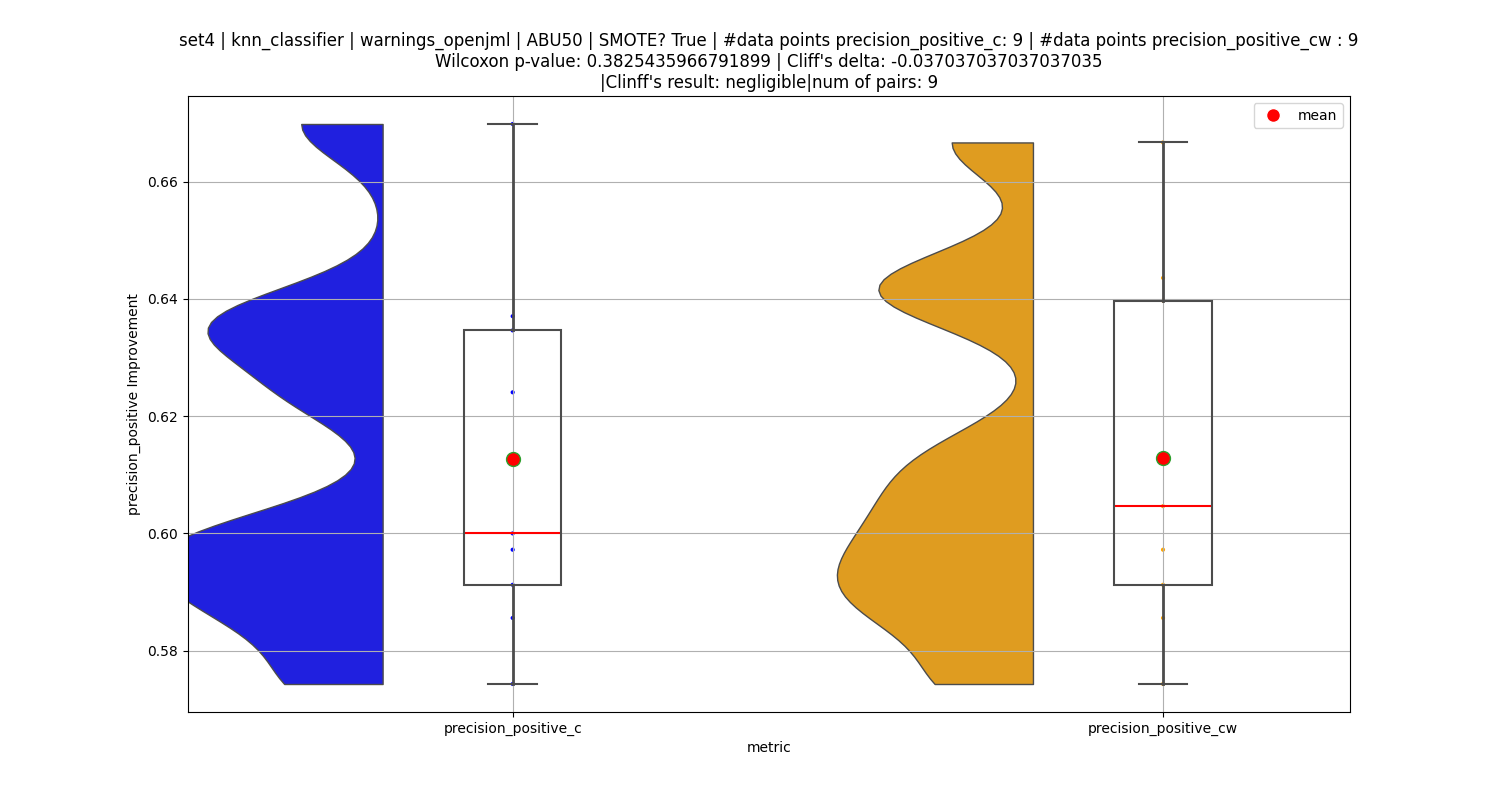 set4 | knn_classifier | warnings_openjml | ABU50 | SMOTE? True | #data points precision_positive_c: 9 | #data points precision_positive_cw : 9
Wilcoxon p-value: 0.3825435966791899 | Cliff's delta: -0.037037037037037035
|Clinff's result: negligible|num of pairs: 9
mean
0.66
0.64
0.62
0.60
0.58
precision_positive Improvement
precision_positive_c
precision_positive_cw
metric